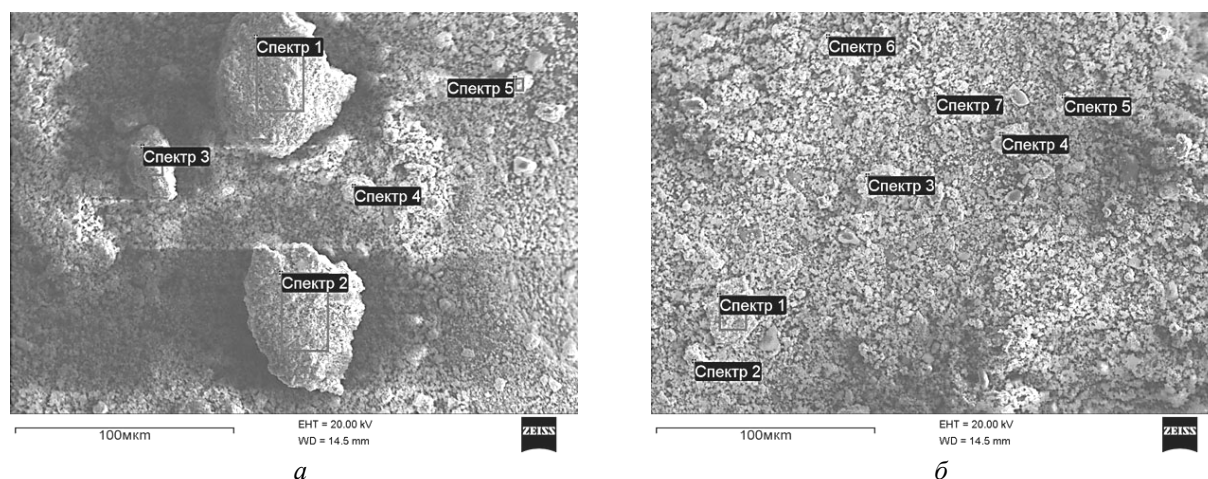 Спектр 1
Спектр 5
Спектр 3
Спектр 4
Спектр 2
100мкm
EHT = 20.00 kV
WD = 14.5 mm
ZEISS
а
Спектр 6
Спектр 7
Спектр 5
Спектр 4
Спектр 3
Спектр 1
Спектр 2
100мкm
EHT = 20.00 kV
WD = 14.5 mm
ZEISS
б